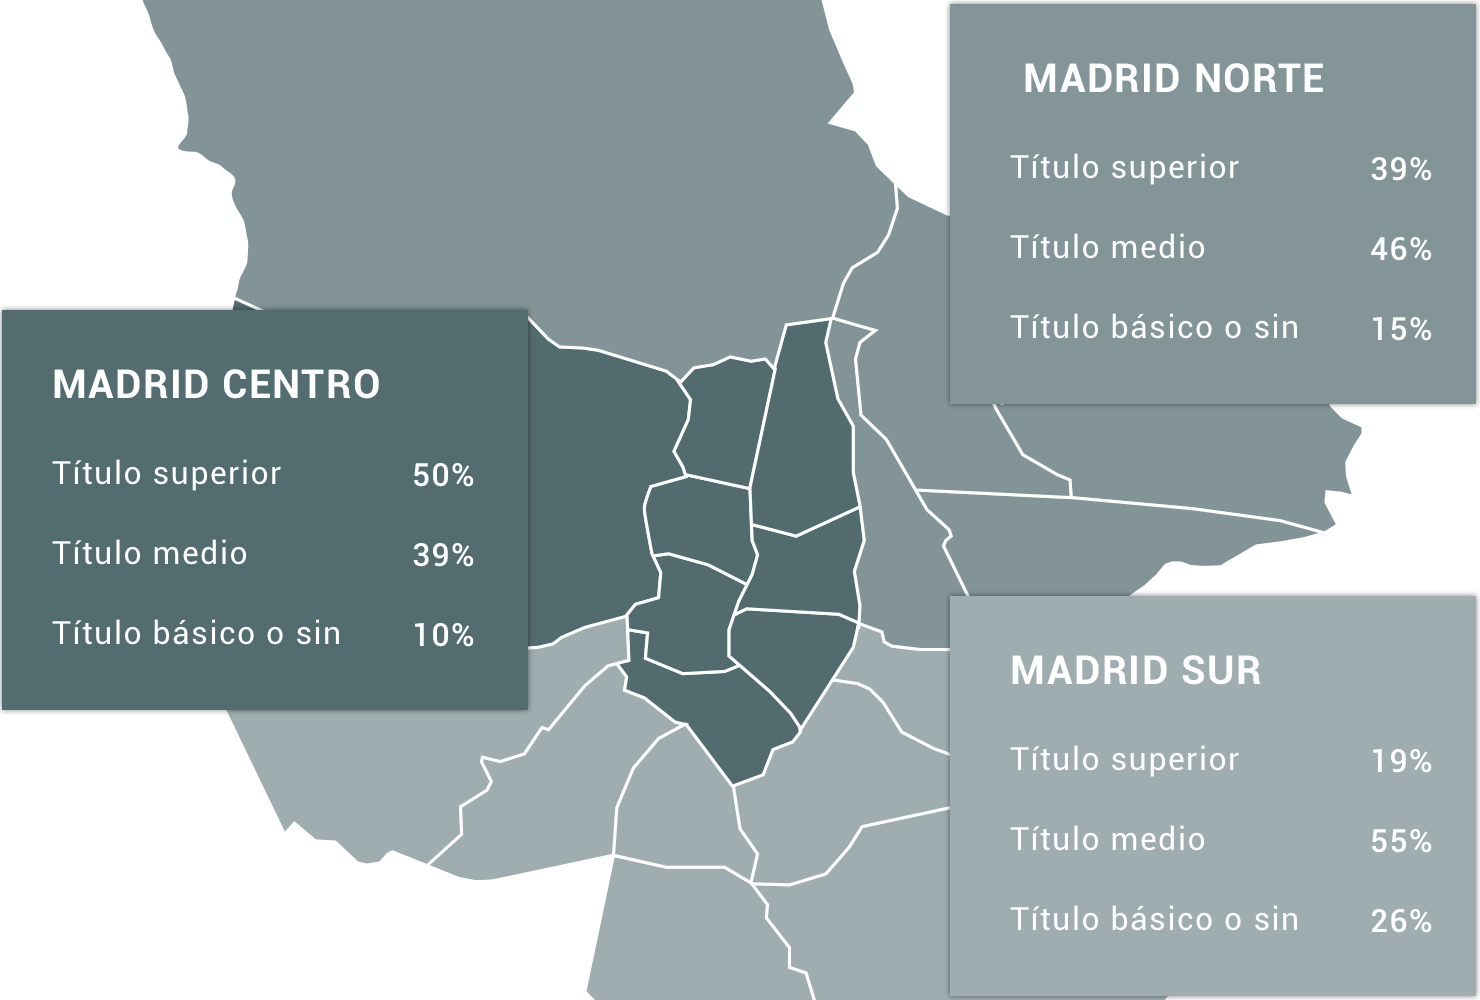 MADRID NORTE
Título superior 39%
Título medio 46%
Título básico o sin 15%
MADRID CENTRO
Título superior 50%
Título medio 39%
Título básico o sin 10%
MADRID SUR
Título superior 19%
Título medio 55%
Título básico o sin 26%